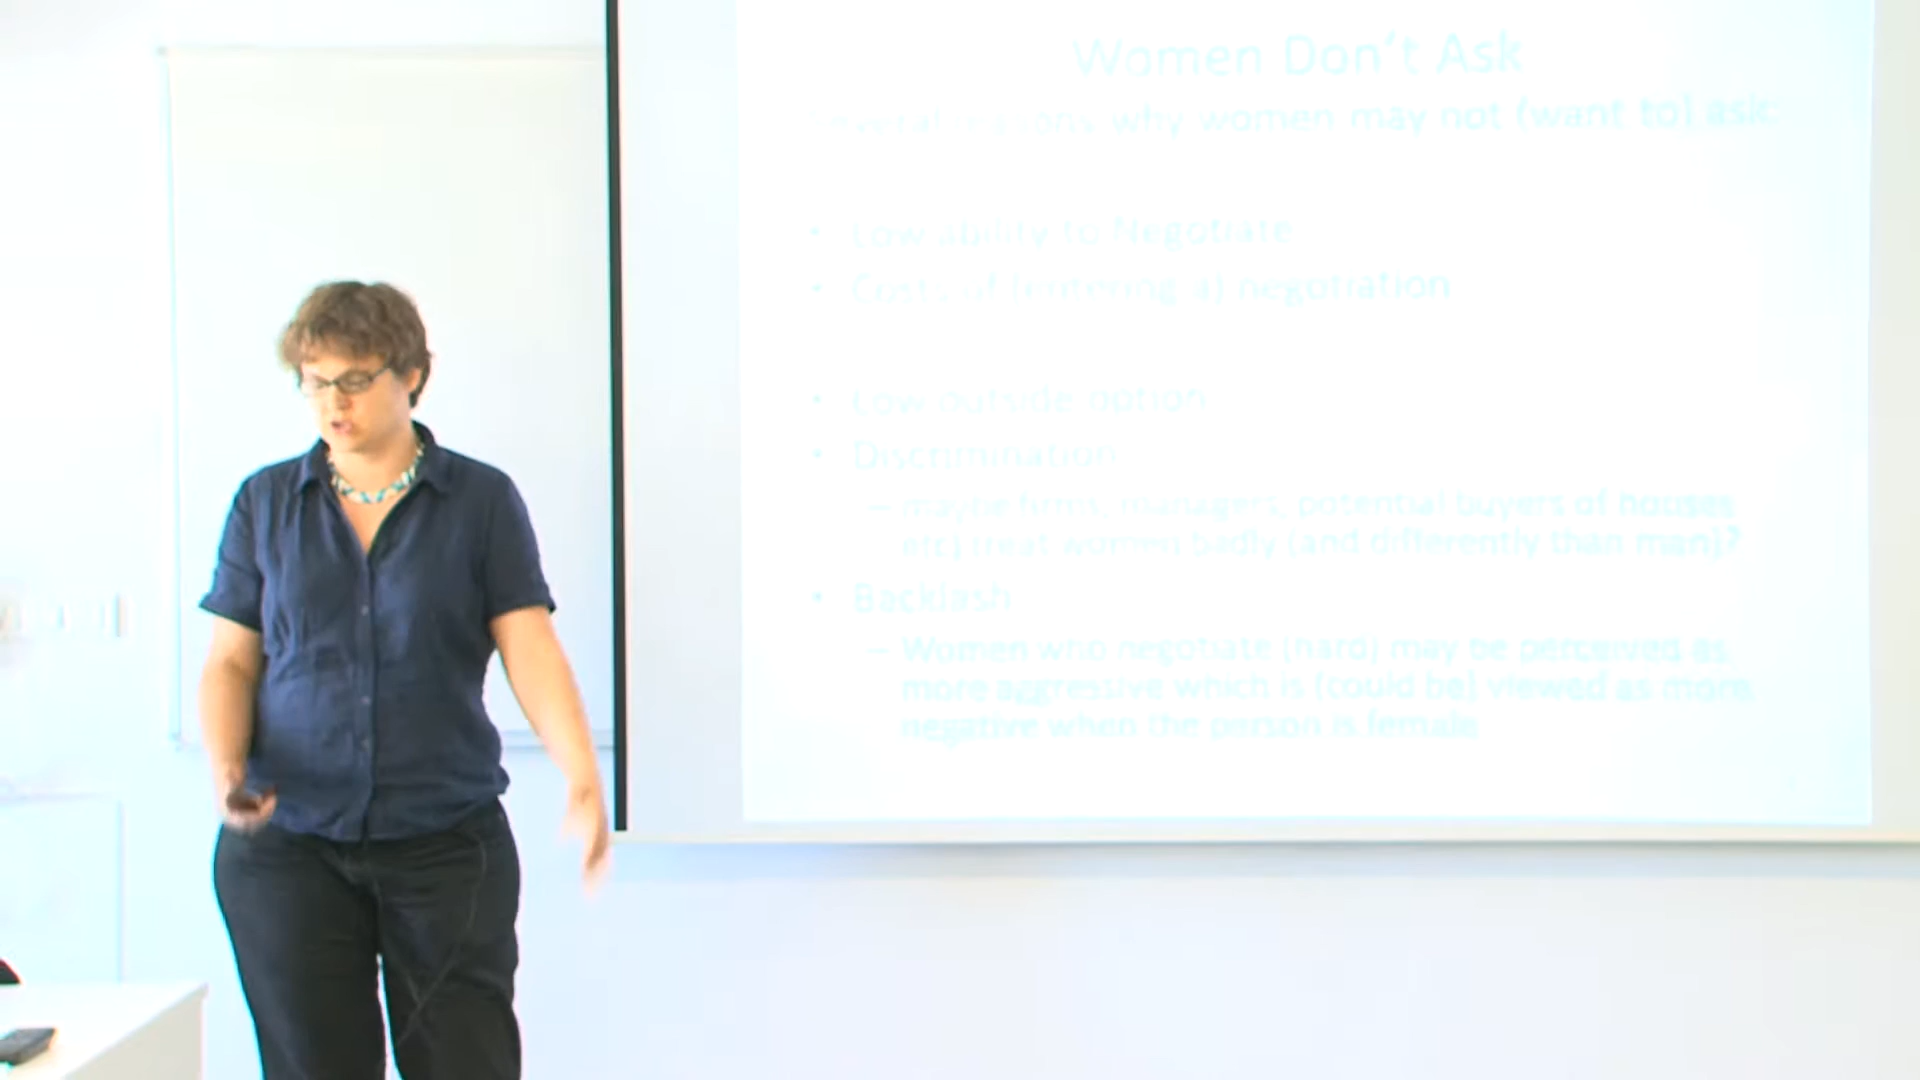 Women Don't Ask
Several reasons why women may not (want to) ask:
• Low ability to Negotiate
• Costs of (entering a) negotiation
• Low outside option
• Discrimination
– maybe firms, managers, potential buyers of houses
etc) treat women badly (and differently than man)?
• Backlash
– Women who negotiate (hard) may be perceived as
more aggressive which is (could be) viewed as more
negative when the person is female